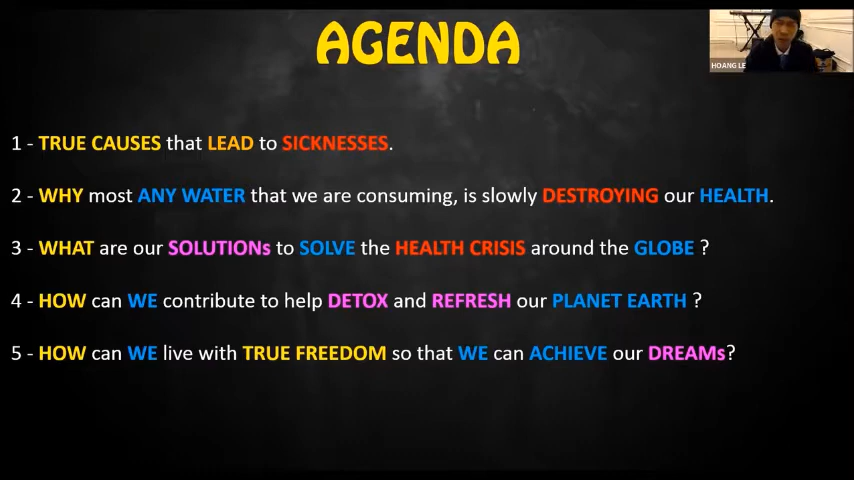 AGENDA
HOANG LE
1 - TRUE CAUSES that LEAD to SICKNESSES.
2 - WHY most ANY WATER that we are consuming, is slowly DESTROYING our HEALTH.
3 - WHAT are our SOLUTIONs to SOLVE the HEALTH CRISIS around the GLOBE ?
4 - HOW can WE contribute to help DETOX and REFRESH our PLANET EARTH ?
5 - HOW can WE live with TRUE FREEDOM so that WE can ACHIEVE our DREAMs?